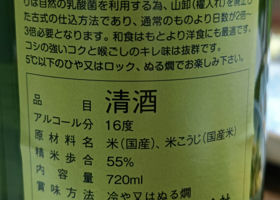 りは自然の乳酸菌を利用する為、山卸(櫂入れ)を廃止し
た古式の仕込方法であり、通常のものより日数が2倍〜
3倍必要となります。和食はもとより洋食にも最適です。
コシの強いコクと喉ごしのキレ味は抜群です。
5℃以下のひや又はロック、ぬる燗でお楽しみ下さい。
品目 清酒
アルコール分 16度
原材料名 米(国産)、米こうじ(国産米)
精米歩合 55%
内容量 720ml
賞味方法 冷や又はぬる燗